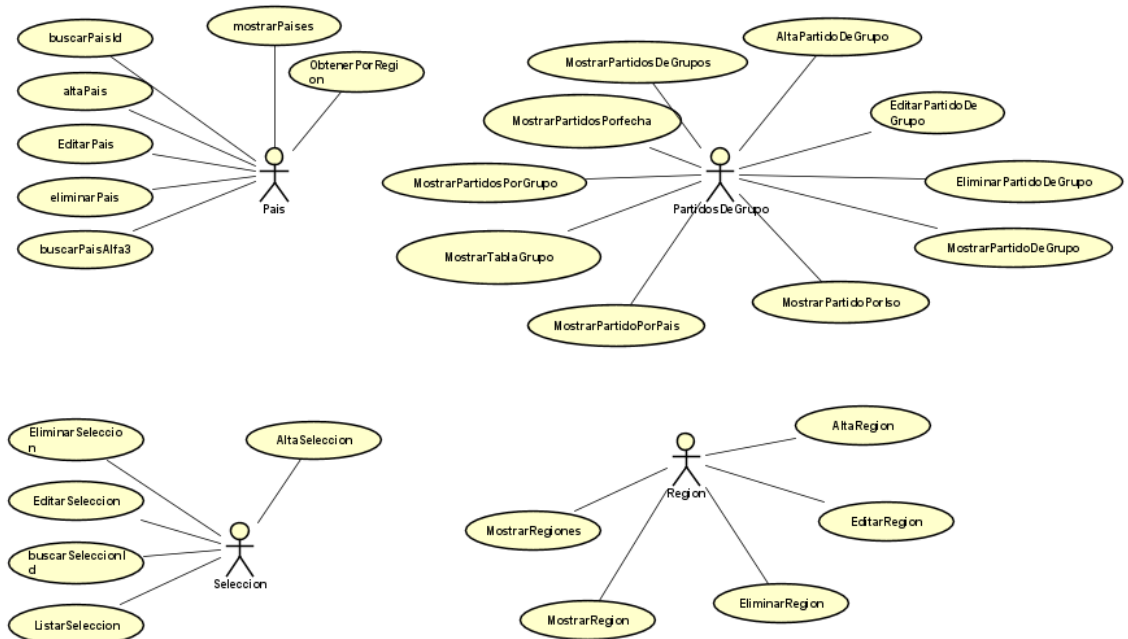 buscarPaisId
mostrarPaises
ObtenerPorRegi
on
altaPais
EditarPais
eliminarPais
buscarPaisAlfa3
Pais
MostrarPartidosDeGrupos
AltaPartidoDeGrupo
MostrarPartidosPorfecha
EditarPartidoDe
Grupo
MostrarPartidosPorGrupo
EliminarPartidoDeGrupo
PartidosDeGrupo
MostrarTablaGrupo
MostrarPartidoDeGrupo
MostrarPartidoPorIso
MostrarPartidoPorPais
EliminarSeleccio
n
AltaSeleccion
EditarSeleccion
buscarSeleccionI
d
Seleccion
ListarSeleccion
AltaRegion
Region
MostrarRegiones
EditarRegion
EliminarRegion
MostrarRegion